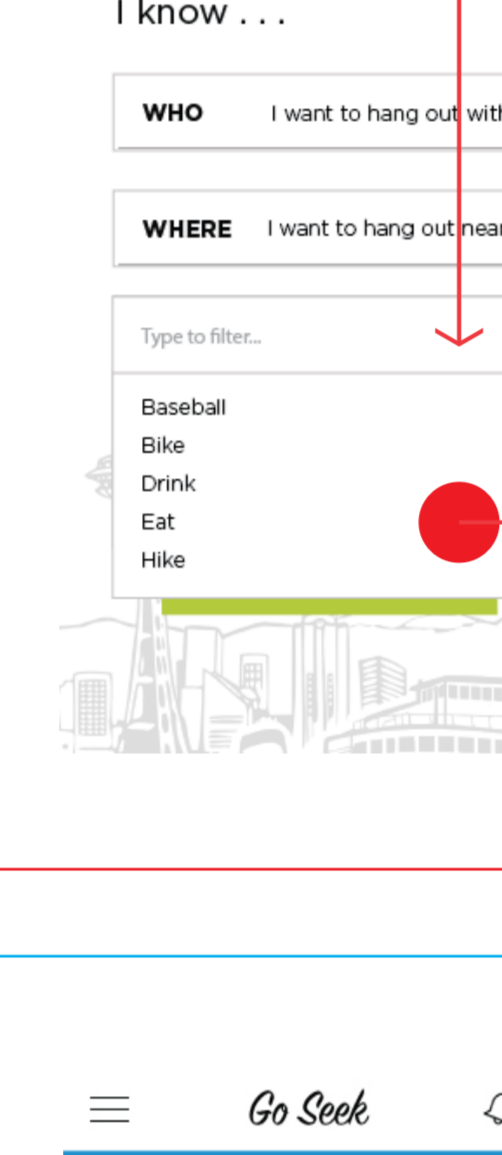 I know . . .
WHO I want to hang out with
WHERE I want to hang out near
Type to filter...
Baseball
Bike
Drink
Eat
Hike
Go Seek